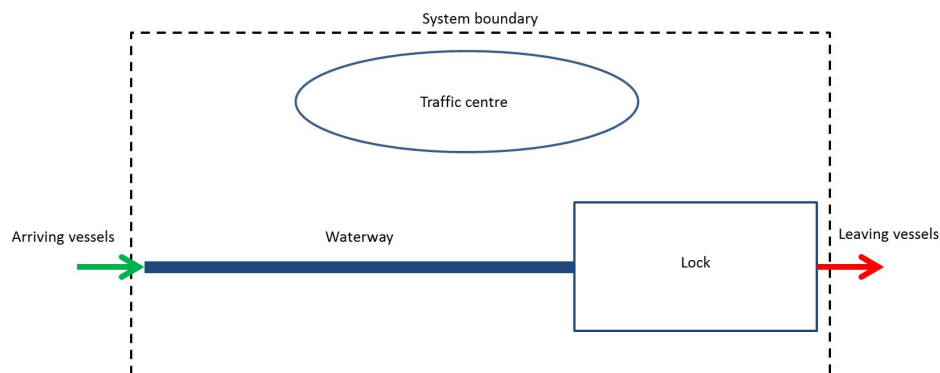 System boundary
Traffic centre
Arriving vessels
Waterway
Lock
Leaving vessels